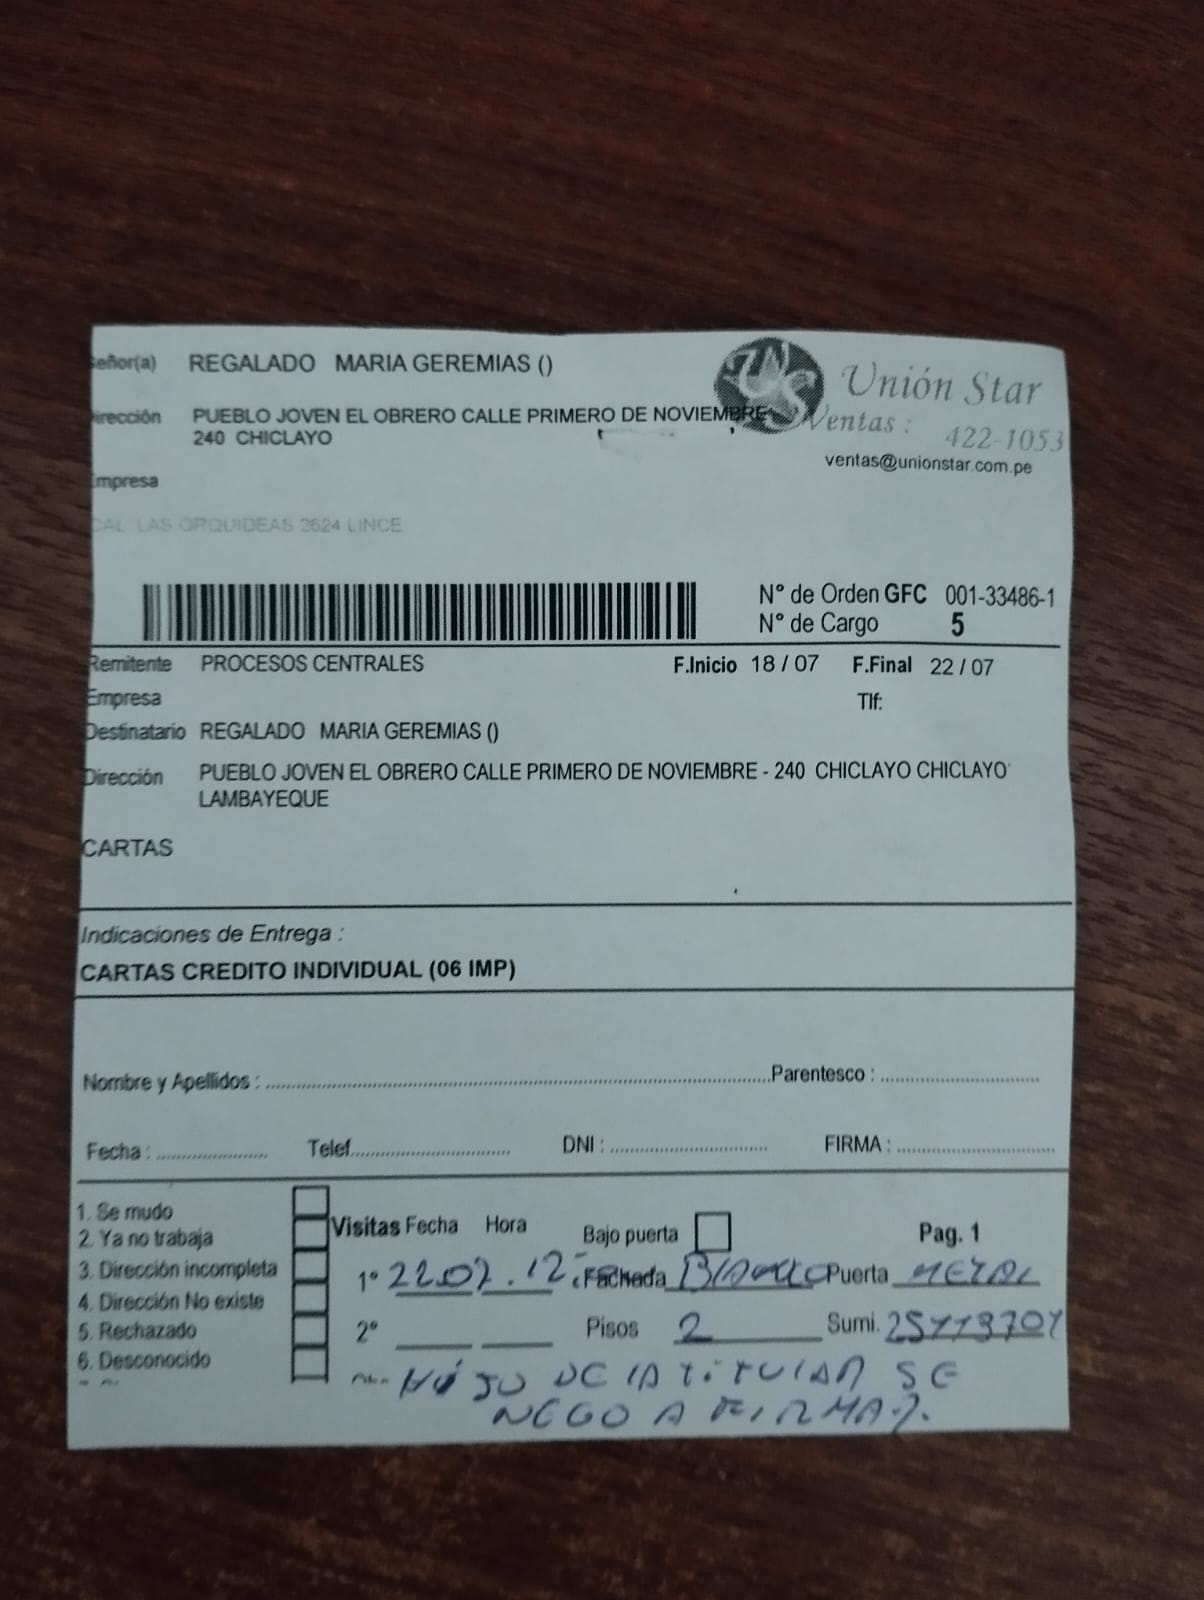 Señor(a) REGALADO MARIA GEREMIAS ()
Unión Star
Dirección PUEBLO JOVEN EL OBRERO CALLE PRIMERO DE NOVIEMBRE
240 CHICLAYO
Ventas : 422-1053
ventas@unionstar.com.pe
Empresa
CAL LAS ORQUIDEAS 2624 LINCE
N° de Orden GFC 001-33486-1
N° de Cargo 5
Remitente PROCESOS CENTRALES F.Inicio 18 / 07 F.Final 22 / 07
Empresa Tlf:
Destinatario REGALADO MARIA GEREMIAS ()
Dirección PUEBLO JOVEN EL OBRERO CALLE PRIMERO DE NOVIEMBRE - 240 CHICLAYO CHICLAYO
LAMBAYEQUE
CARTAS
Indicaciones de Entrega :
CARTAS CREDITO INDIVIDUAL (06 IMP)
Nombre y Apellidos : Parentesco :
Fecha : Telef. DNI : FIRMA :
1. Se mudo
2. Ya no trabaja
3. Dirección incompleta
4. Dirección No existe
5. Rechazado
6. Desconocido
Visitas Fecha Hora Bajo puerta Pag. 1
1° 22.07. 12 Fachada BLANCO Puerta METAL
2° Pisos 2 Sumi.
HIJO DE LA TITULAR SE
NEGO A FIRMAR.